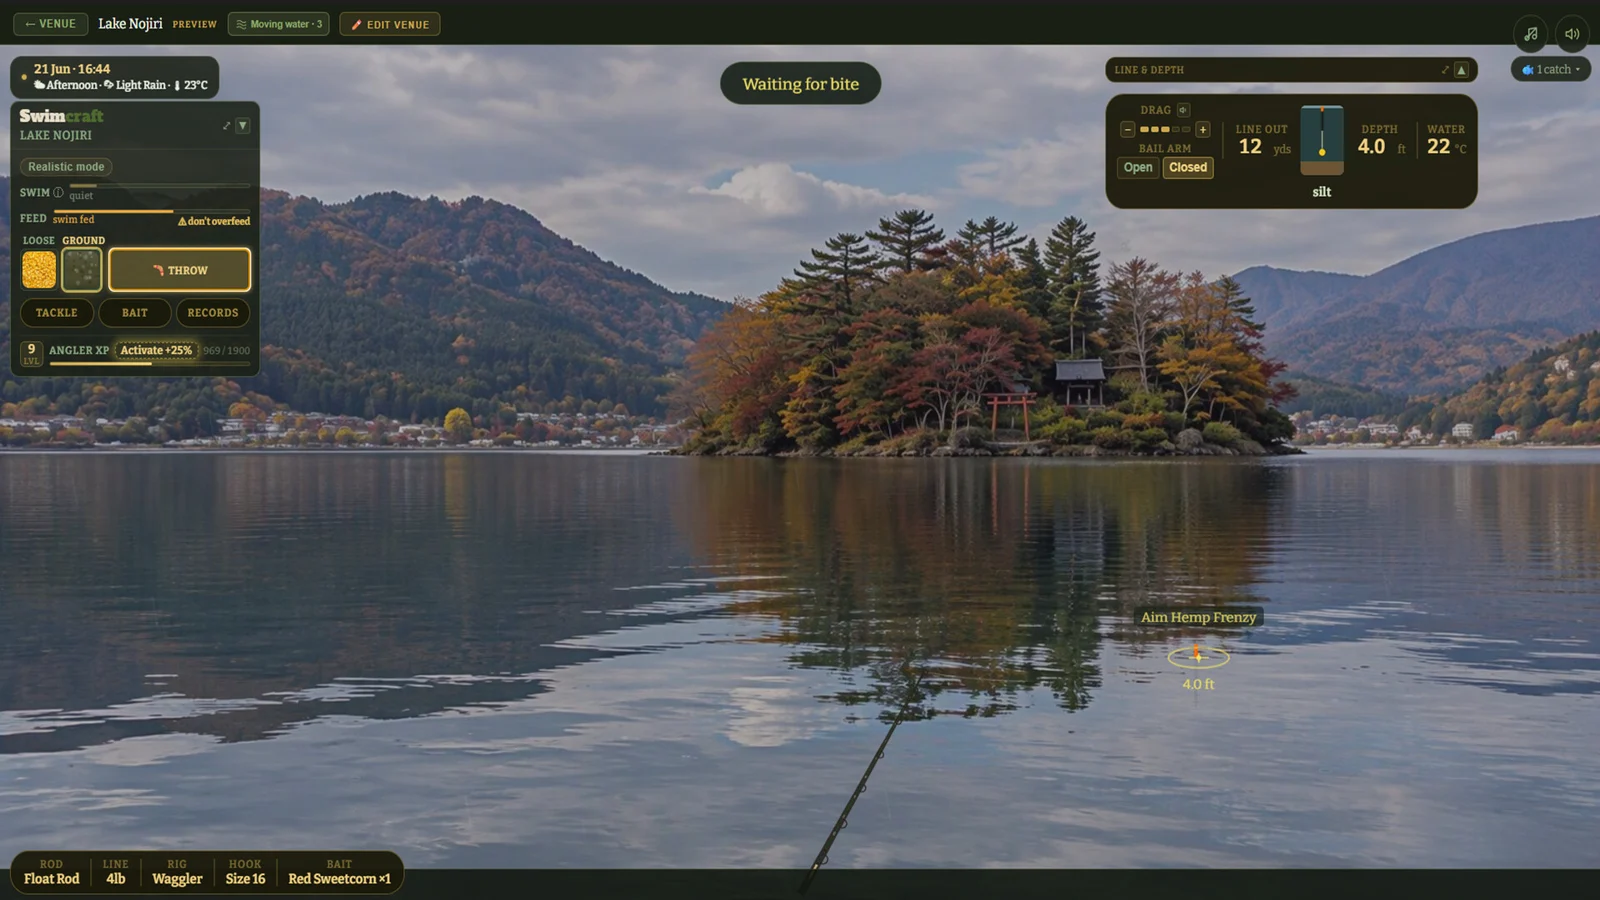 ← VENUE
Lake Nojiri
PREVIEW
Moving water · 3
EDIT VENUE
21 Jun · 16:44
Afternoon · Light Rain · 23°C
Swimcraft
LAKE NOJIRI
Realistic mode
SWIM
quiet
FEED
swim fed
don't overfeed
LOOSE
GROUND
THROW
TACKLE
BAIT
RECORDS
9
LVL
ANGLER XP
Activate +25%
969 / 1900
Waiting for bite
LINE & DEPTH
1 catch
DRAG
− +
BAIL ARM
Open
Closed
LINE OUT
12 yds
DEPTH
4.0 ft
WATER
22 °C
silt
Aim Hemp Frenzy
4.0 ft
ROD
Float Rod
LINE
4lb
RIG
Waggler
HOOK
Size 16
BAIT
Red Sweetcorn ×1